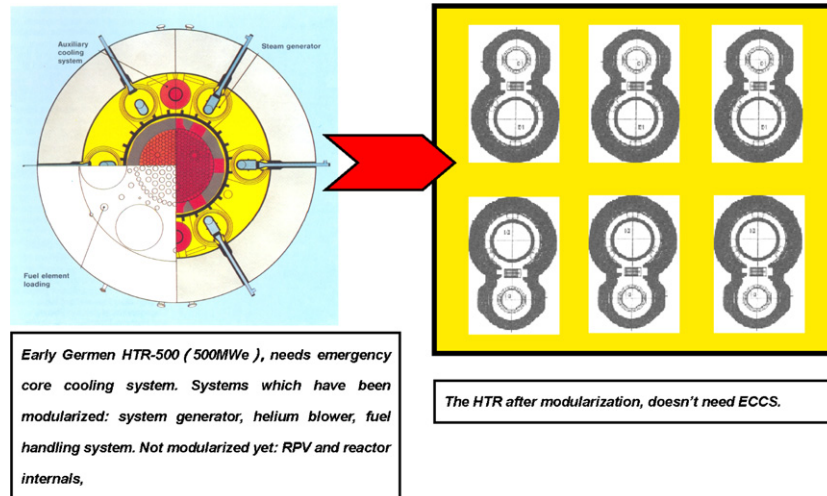 Auxiliary
cooling
system
Steam generator
Fuel element
loading
Early Germen HTR-500 ( 500MWe ), needs emergency
core cooling system. Systems which have been
modularized: system generator, helium blower, fuel
handling system. Not modularized yet: RPV and reactor
internals,
The HTR after modularization, doesn't need ECCS.